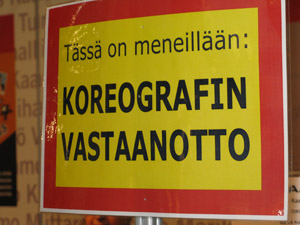 Tässä on meneillään:
KOREOGRAFIN
VASTAANOTTO